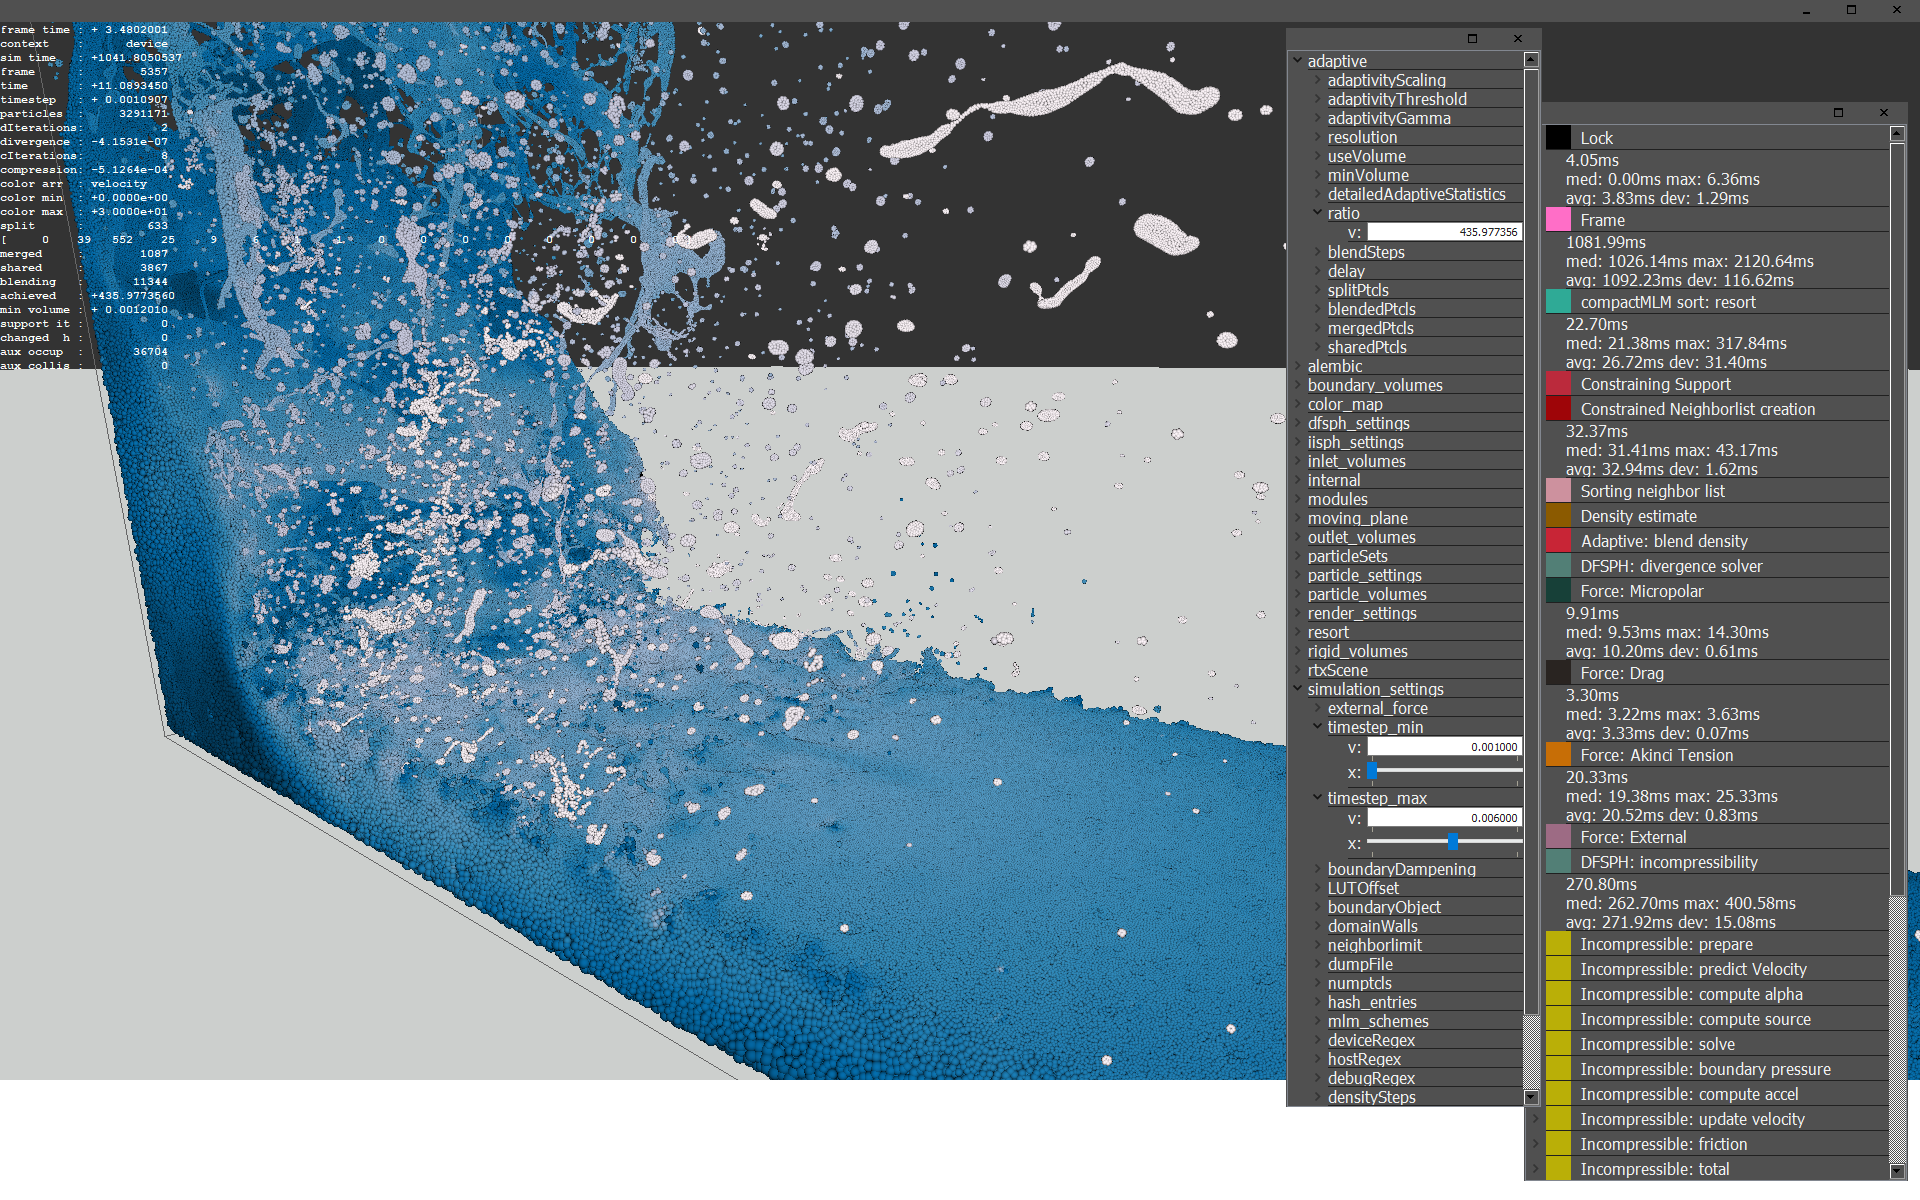 frame time : + 3.4802001
context : device
sim time : +1041.8050537
frame : 5357
time : +11.0893450
timestep : + 0.0010907
particles : 3291171
dIterations: 2
divergence : -4.1531e-07
cIterations: 8
compression: -5.1264e-04
color arr : velocity
color min : +0.0000e+00
color max : +3.0000e+01
split : 633
[ 0 39 552 25 9 6 1 1 0 0 0 0 0 0
merged : 1087
shared : 3867
blending : 11344
achieved : +435.9773560
min volume : + 0.0012010
support it : 0
changed h : 0
aux occup : 36704
aux collis : 0
adaptive
adaptivityScaling
adaptivityThreshold
adaptivityGamma
resolution
useVolume
minVolume
detailedAdaptiveStatistics
ratio
v: 435.977356
blendSteps
delay
splitPtcls
blendedPtcls
mergedPtcls
sharedPtcls
alembic
boundary_volumes
color_map
dfsph_settings
iisph_settings
inlet_volumes
internal
modules
moving_plane
outlet_volumes
particleSets
particle_settings
particle_volumes
render_settings
resort
rigid_volumes
rtxScene
simulation_settings
external_force
timestep_min
v: 0.001000
x:
timestep_max
v: 0.006000
x:
boundaryDampening
LUTOffset
boundaryObject
domainWalls
neighborlimit
dumpFile
numptcls
hash_entries
mlm_schemes
deviceRegex
hostRegex
debugRegex
densitySteps
Lock
4.05ms
med: 0.00ms max: 6.36ms
avg: 3.83ms dev: 1.29ms
Frame
1081.99ms
med: 1026.14ms max: 2120.64ms
avg: 1092.23ms dev: 116.62ms
compactMLM sort: resort
22.70ms
med: 21.38ms max: 317.84ms
avg: 26.72ms dev: 31.40ms
Constraining Support
Constrained Neighborlist creation
32.37ms
med: 31.41ms max: 43.17ms
avg: 32.94ms dev: 1.62ms
Sorting neighbor list
Density estimate
Adaptive: blend density
DFSPH: divergence solver
Force: Micropolar
9.91ms
med: 9.53ms max: 14.30ms
avg: 10.20ms dev: 0.61ms
Force: Drag
3.30ms
med: 3.22ms max: 3.63ms
avg: 3.33ms dev: 0.07ms
Force: Akinci Tension
20.33ms
med: 19.38ms max: 25.33ms
avg: 20.52ms dev: 0.83ms
Force: External
DFSPH: incompressibility
270.80ms
med: 262.70ms max: 400.58ms
avg: 271.92ms dev: 15.08ms
Incompressible: prepare
Incompressible: predict Velocity
Incompressible: compute alpha
Incompressible: compute source
Incompressible: solve
Incompressible: boundary pressure
Incompressible: compute accel
Incompressible: update velocity
Incompressible: friction
Incompressible: total